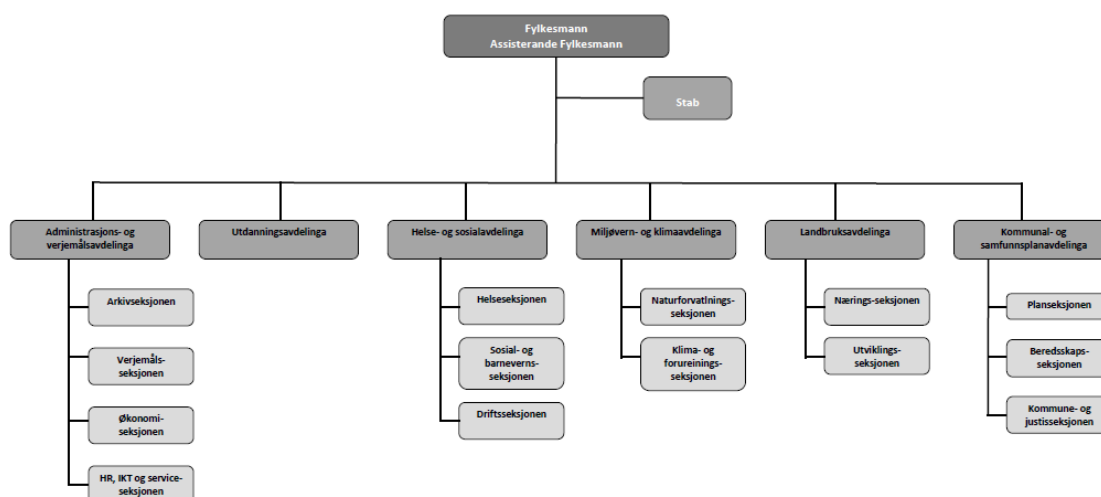 Fylkesmann
Assisterande Fylkesmann
Stab
Administrasjons- og
verjemålsavdelinga
Utdanningsavdelinga
Helse- og sosialavdelinga
Miljøvern- og klimaavdelinga
Landbruksavdelinga
Kommunal- og
samfunnsplanavdelinga
Arkivseksjonen
Verjemåls-
seksjonen
Økonomi-
seksjonen
HR, IKT og service-
seksjonen
Helseseksjonen
Sosial- og
barneverns-
seksjonen
Driftsseksjonen
Naturforvatlnings-
seksjonen
Klima- og
forureinings-
seksjonen
Nærings-seksjonen
Utviklings-
seksjonen
Planseksjonen
Beredsskaps-
seksjonen
Kommune- og
justisseksjonen